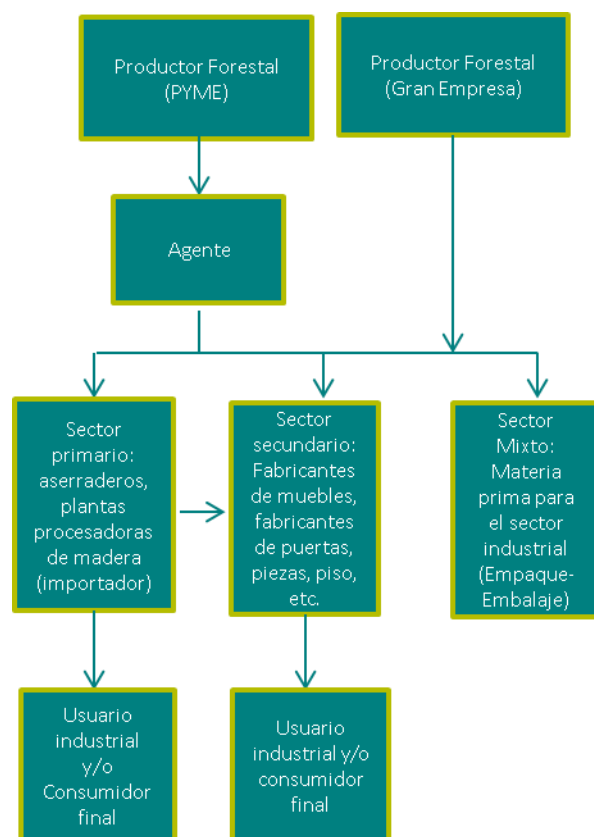 Productor Forestal
(PYME)
Productor Forestal
(Gran Empresa)
Agente
Sector
primario:
aserraderos,
plantas
procesadoras
de madera
(importador)
Sector
secundario:
Fabricantes
de muebles,
fabricantes
de puertas,
piezas, piso,
etc.
Sector
Mixto:
Materia
prima para
el sector
industrial
(Empaque-
Embalaje)
Usuario
industrial
y/o
Consumidor
final
Usuario
industrial y/o
consumidor
final